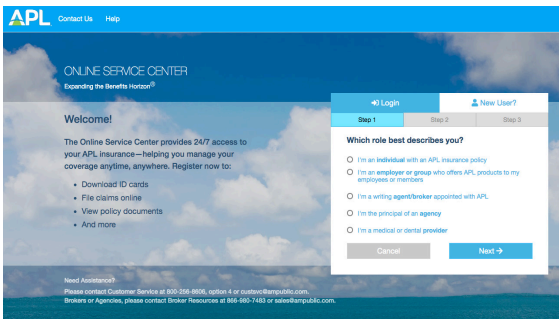 APL Contact Us Help
ONLINE SERVICE CENTER
Expanding the Benefits Horizon®
Login
New User?
Step 1 Step 2 Step 3
Welcome!
The Online Service Center provides 24/7 access to
your APL insurance—helping you manage your
coverage anytime, anywhere. Register now to:
• Download ID cards
• File claims online
• View policy documents
• And more
Which role best describes you?
I'm an individual with an APL insurance policy
I'm an employer or group who offers APL products to my
employees or members
I'm a writing agent/broker appointed with APL
I'm the principal of an agency
I'm a medical or dental provider
Cancel Next →
Need Assistance?
Please contact Customer Service at 800-256-8606, option 4 or custsvc@ampublic.com.
Brokers or Agencies, please contact Broker Resources at 866-980-7483 or sales@ampublic.com.